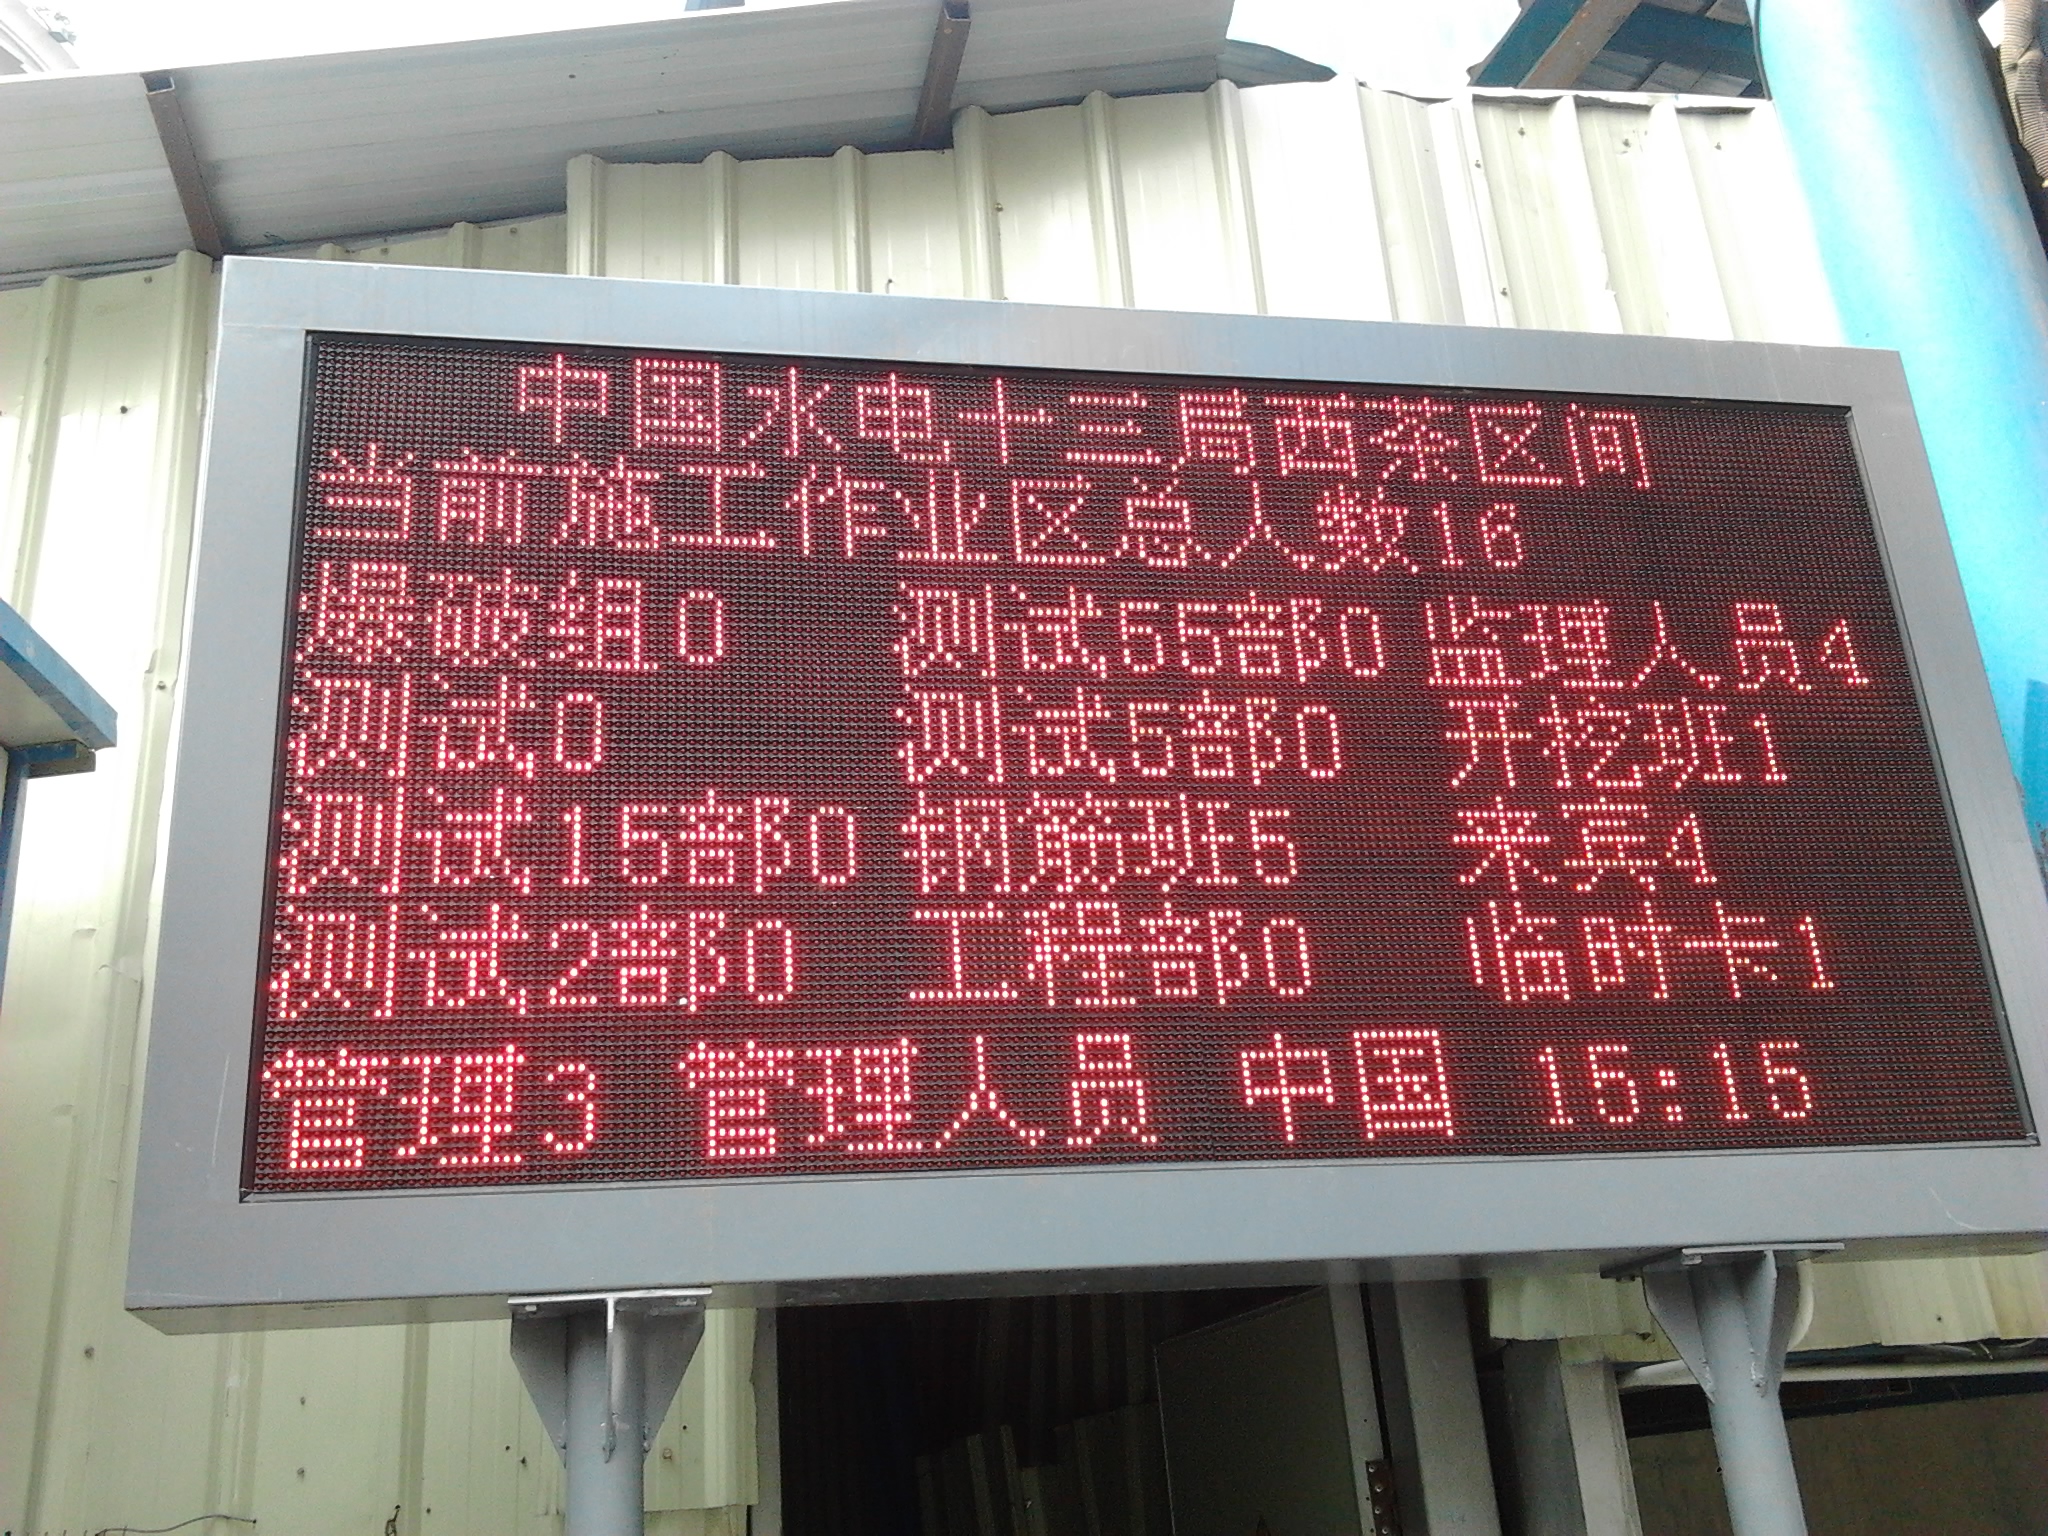 中国水电十三局西茶区间
当前施工作业区总人数16
爆破组0 测试55部0 监理人员4
测试0 测试5部0 开挖班1
测试15部0 钢筋班5 来宾4
测试2部0 工程部0 临时卡1
管理3 管理人员 中国 15:15